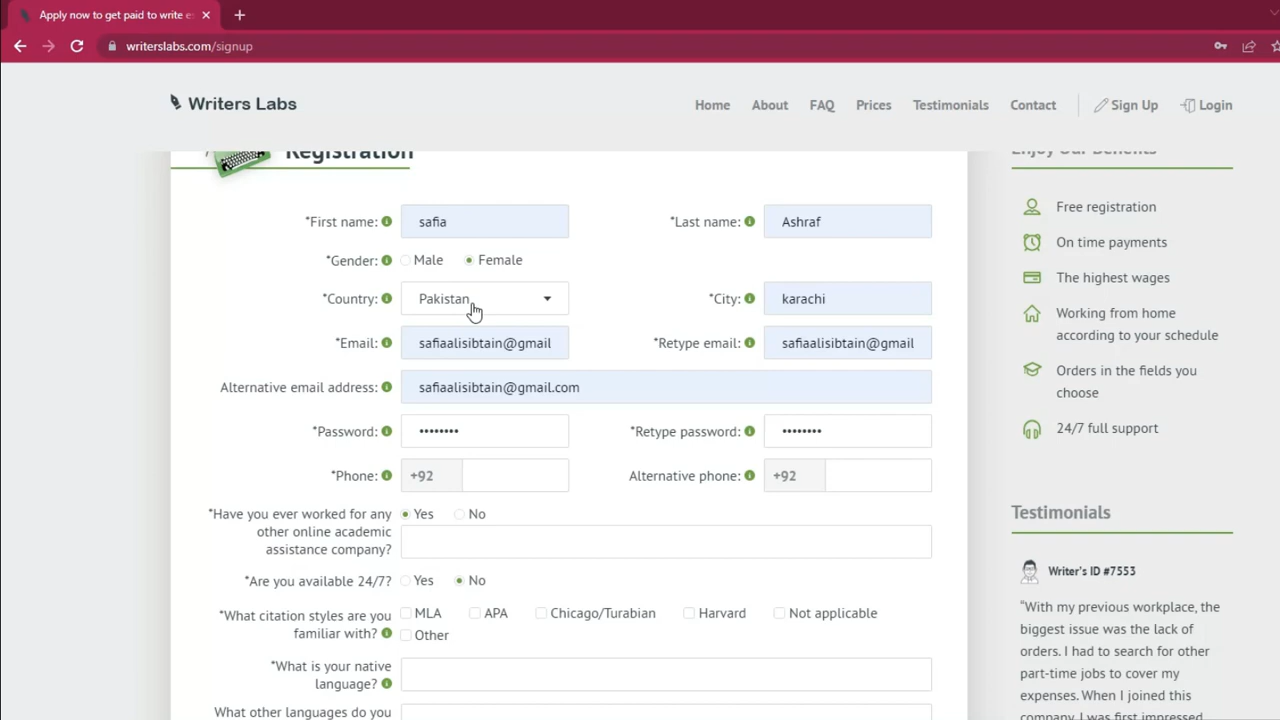 Apply now to get paid to write es
writerslabs.com/signup
Writers Labs
Home About FAQ Prices Testimonials Contact Sign Up Login
Registration
Enjoy Our Benefits
*First name: safia *Last name: Ashraf
*Gender: Male Female
*Country: Pakistan *City: karachi
*Email: safiaalisibtain@gmail *Retype email: safiaalisibtain@gmail
Alternative email address: safiaalisibtain@gmail.com
*Password: •••••••• *Retype password: ••••••••
*Phone: +92 Alternative phone: +92
*Have you ever worked for any
other online academic
assistance company?
Yes No
*Are you available 24/7? Yes No
*What citation styles are you
familiar with?
MLA APA Chicago/Turabian Harvard Not applicable
Other
*What is your native
language?
What other languages do you
Free registration
On time payments
The highest wages
Working from home
according to your schedule
Orders in the fields you
choose
24/7 full support
Testimonials
Writer's ID #7553
“With my previous workplace, the
biggest issue was the lack of
orders. I had to search for other
part-time jobs to cover my
expenses. When I joined this
company, I was first impressed